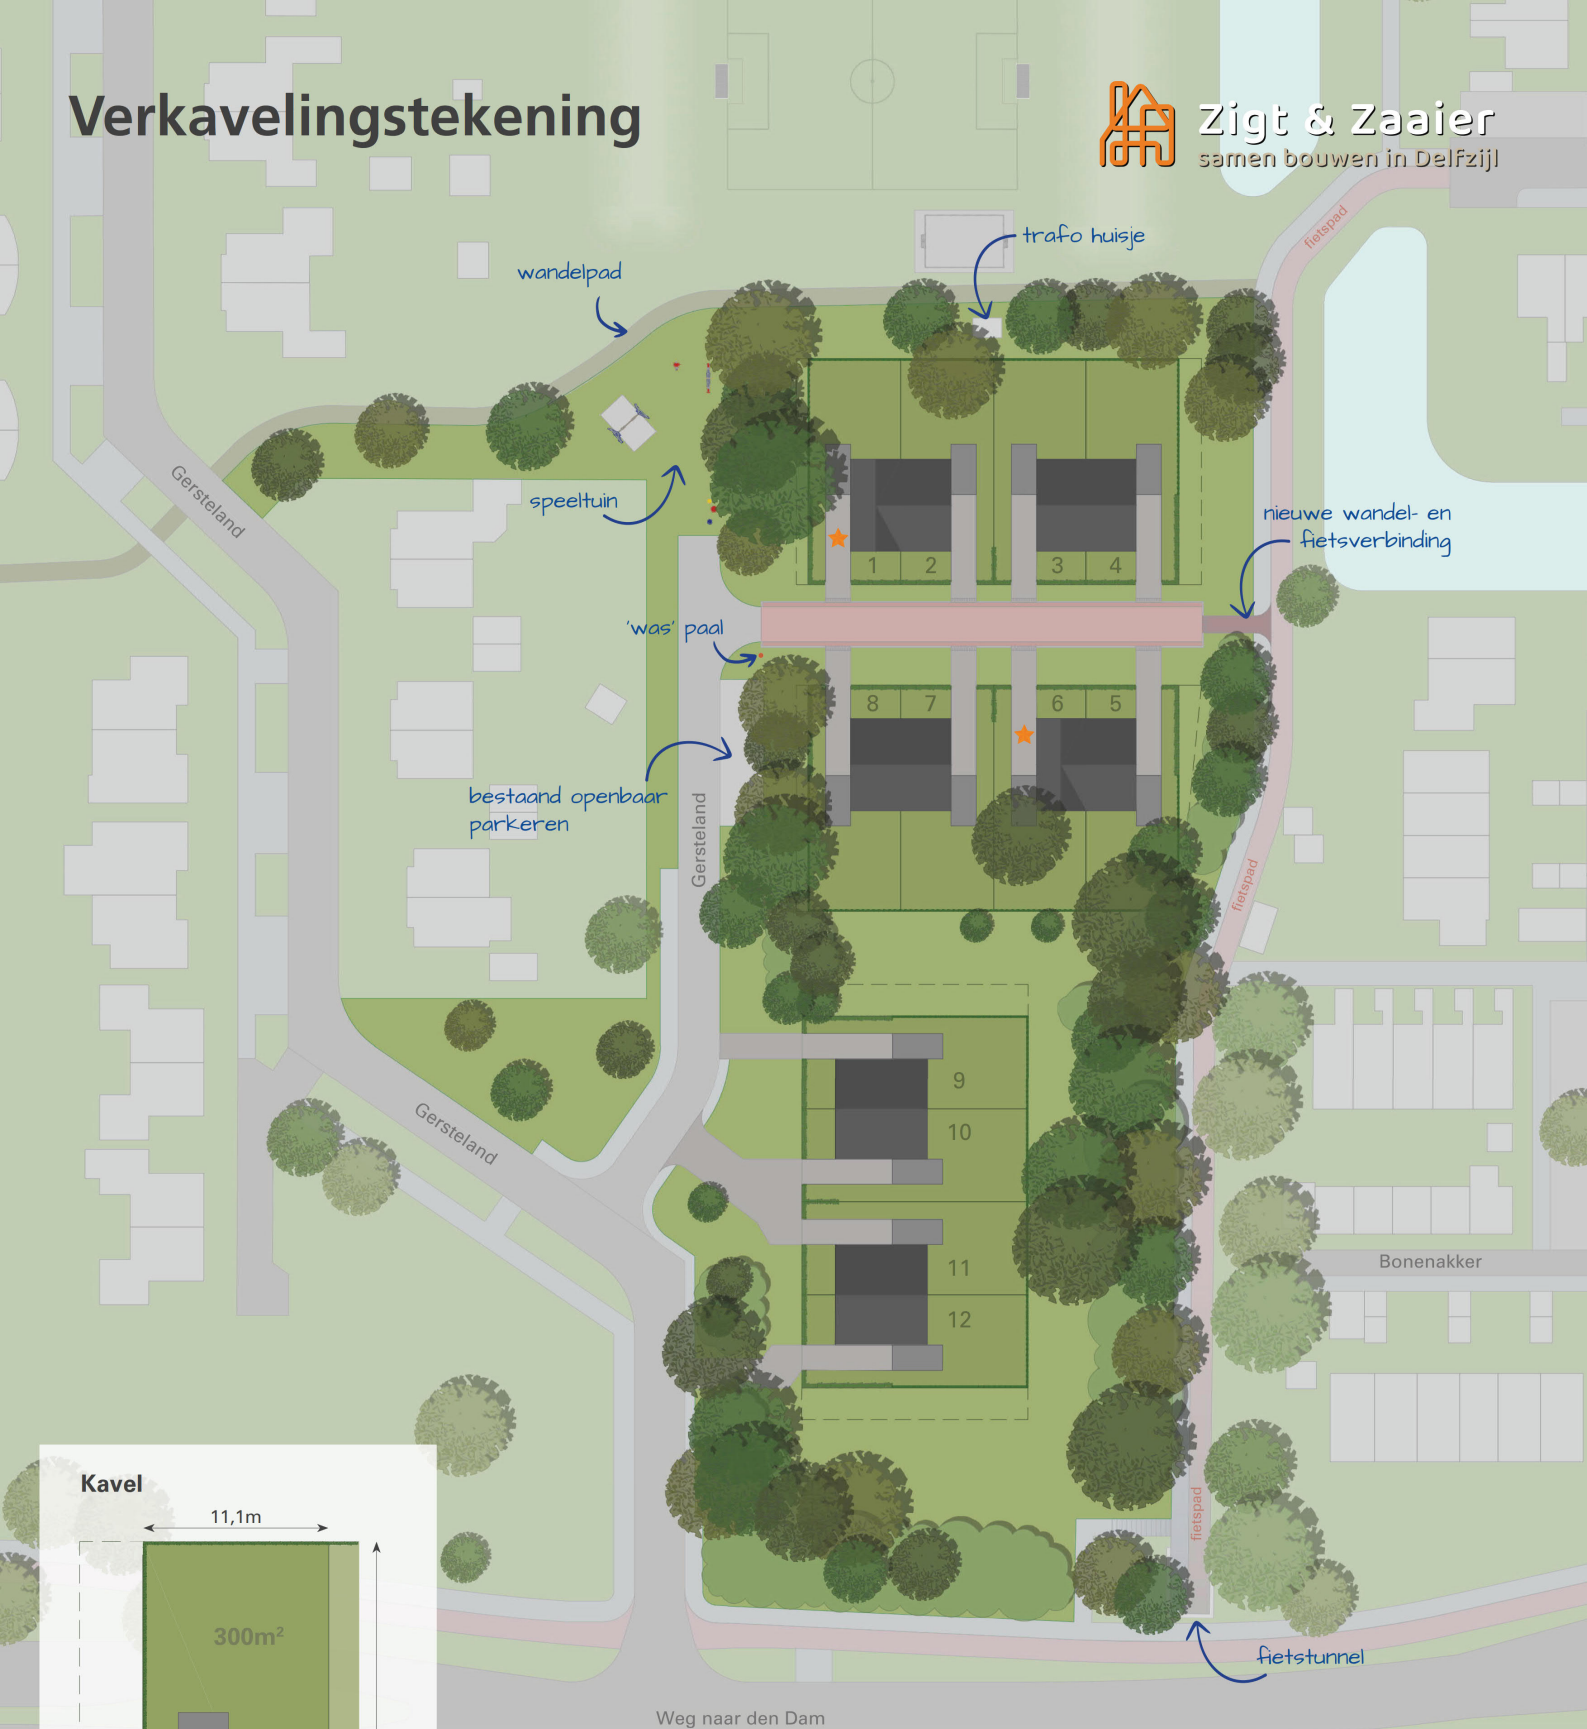 Verkavelingstekening
Zigt & Zaaier
samen bouwen in Delfzijl
fietspad
trafo huisje
wandelpad
Gersteland
speeltuin
nieuwe wandel- en
fietsverbinding
1
2
3
4
'was' paal
8
7
6
5
bestaand openbaar
parkeren
Gersteland
fietspad
9
10
Gersteland
11
12
Bonenakker
Kavel
11,1m
300m²
fietspad
fietstunnel
Weg naar den Dam